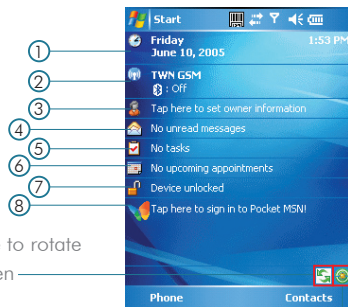 Start
Friday 1:53 PM
June 10, 2005
1
TWN GSM
2
: Off
3 Tap here to set owner information
4 No unread messages
5 No tasks
6 No upcoming appointments
7 Device unlocked
8 Tap here to sign in to Pocket MSN!
to rotate
en
Phone Contacts